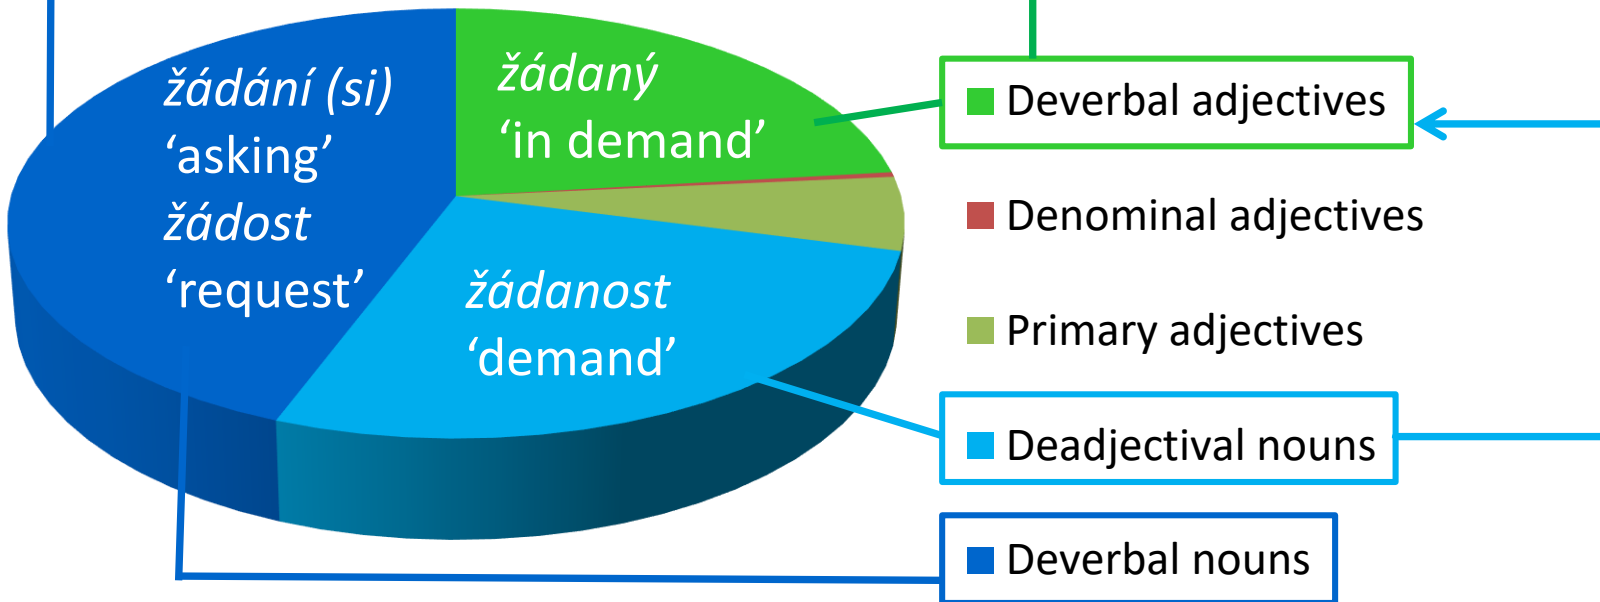 žádání (si)
‘asking’
žádost
‘request’
žádaný
‘in demand’
žádanost
‘demand’
Deverbal adjectives
Denominal adjectives
Primary adjectives
Deadjectival nouns
Deverbal nouns